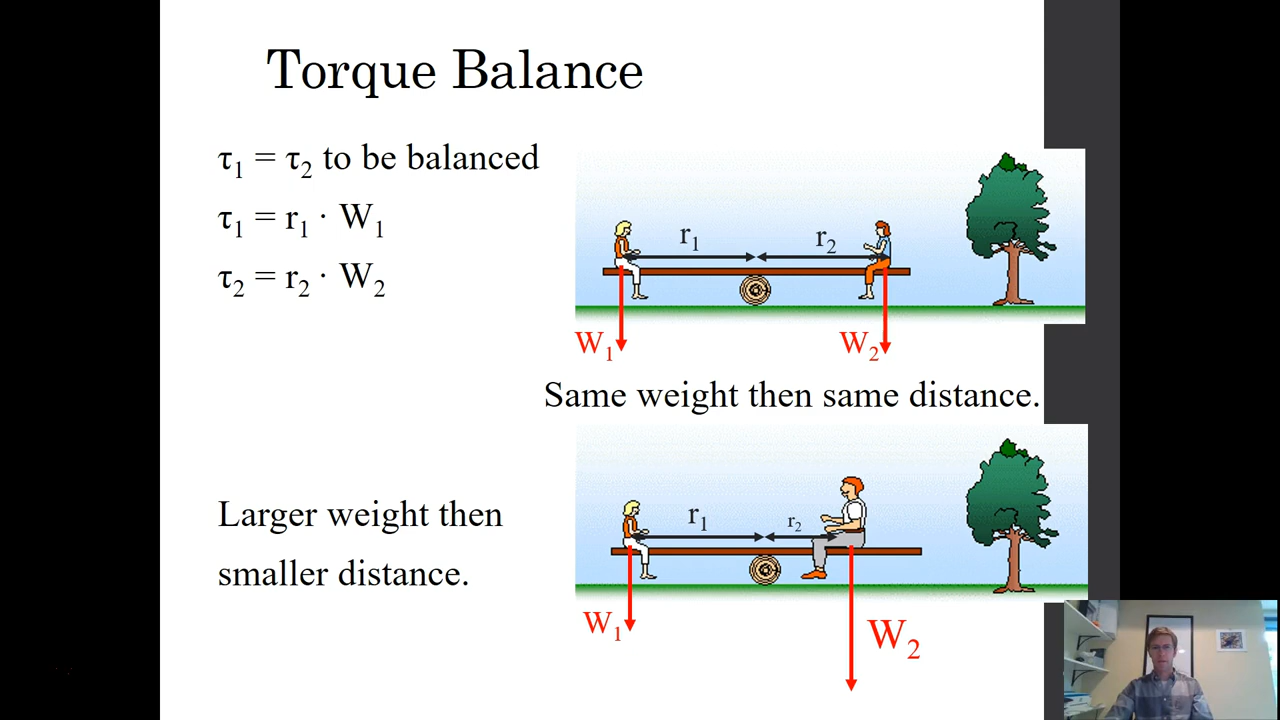 Torque Balance
τ₁ = τ₂ to be balanced
τ₁ = r₁ · W₁
τ₂ = r₂ · W₂
r₁ r₂
W₁ W₂
Same weight then same distance.
Larger weight then
smaller distance.
r₁ r₂
W₁ W₂